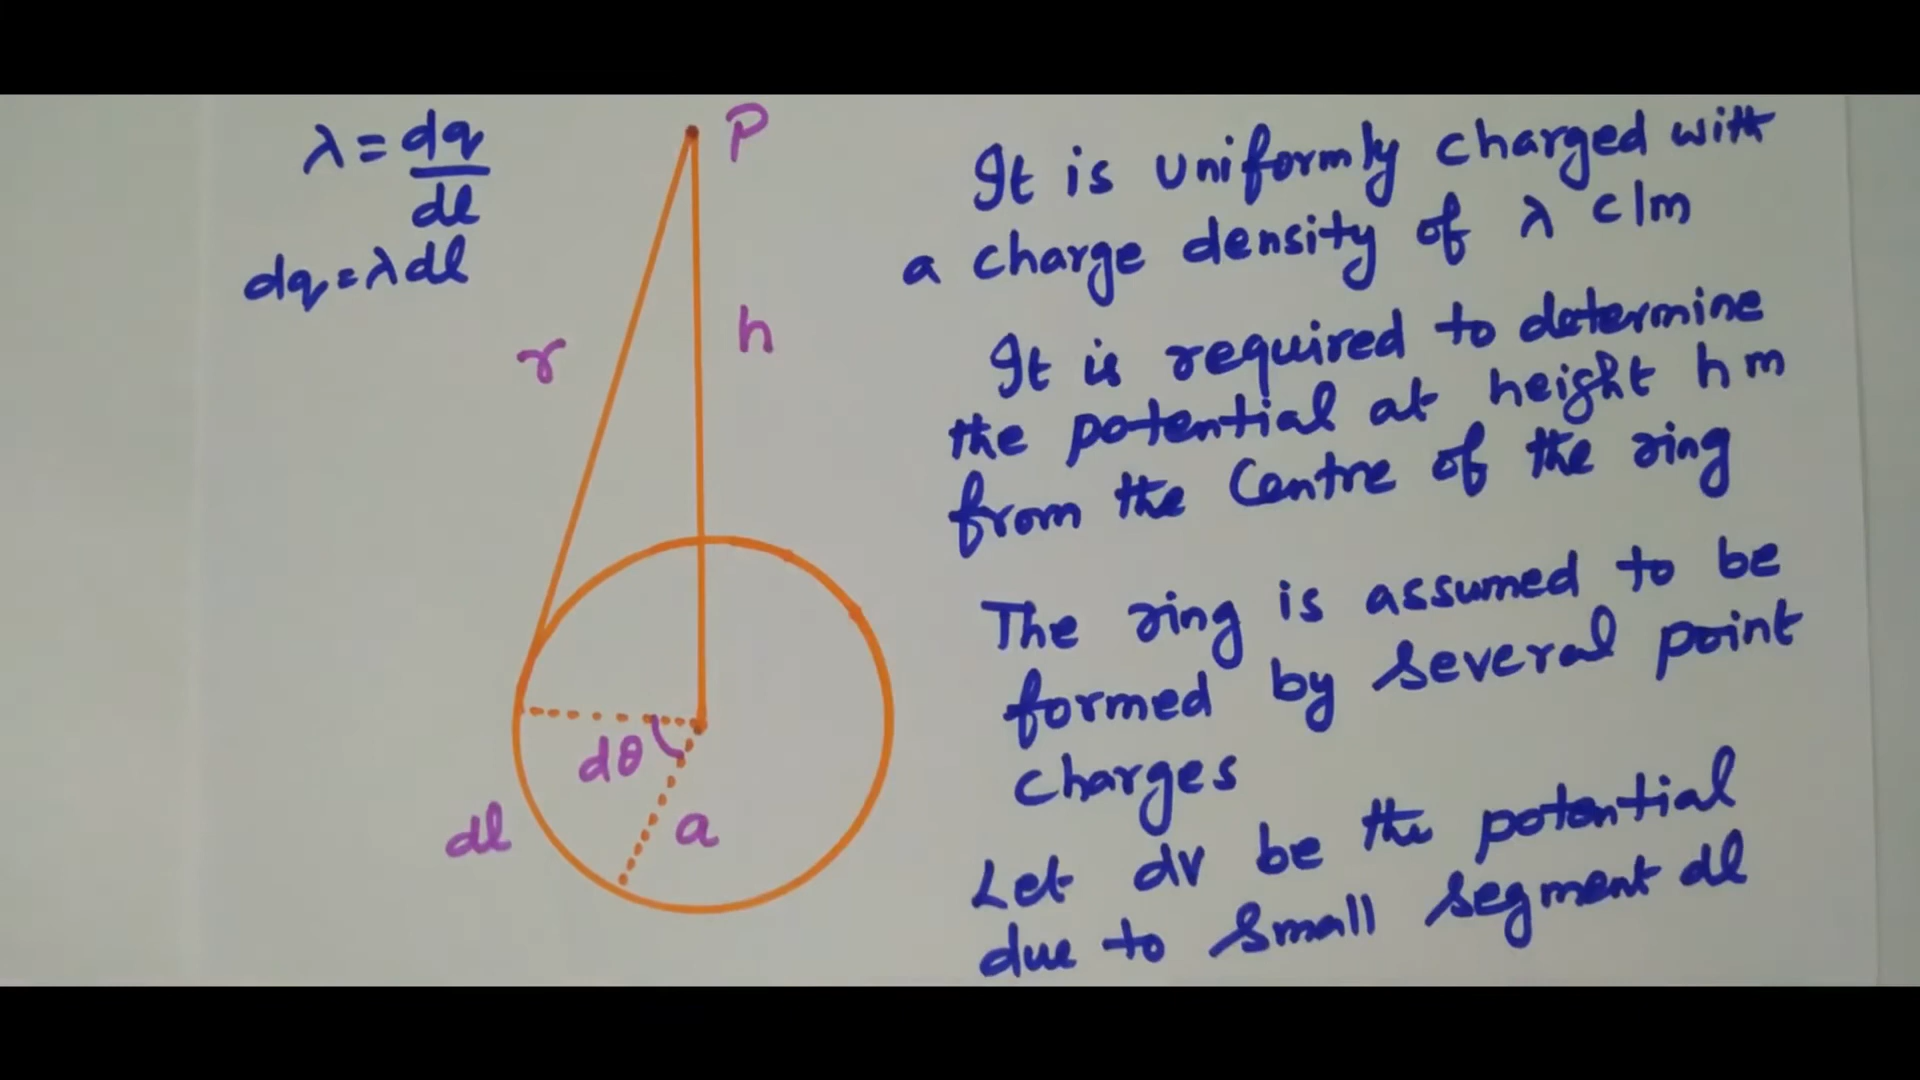 λ = dq
dl
dq = λ dl
P
r
h
dθ
a
dl
It is uniformly charged with
a charge density of λ c/m
It is required to determine
the potential at height h m
from the Centre of the ring
The ring is assumed to be
formed by several point
charges
Let dv be the potential
due to small segment dl